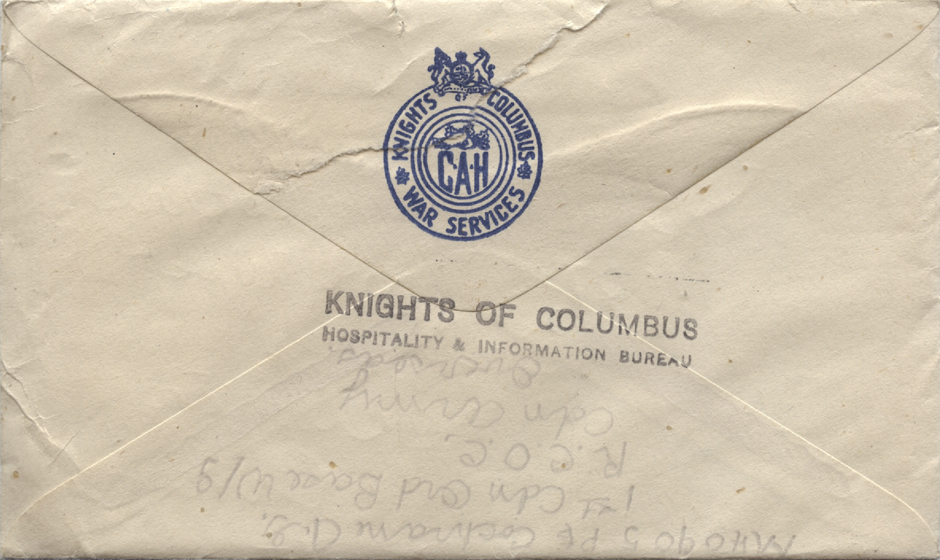 KNIGHTS OF COLUMBUS
CAH
WAR SERVICES
KNIGHTS OF COLUMBUS
HOSPITALITY & INFORMATION BUREAU
Pte Cochrane
1st Cdn Ord Base W/S
R.C.O.C.
Cdn Army
Overseas.